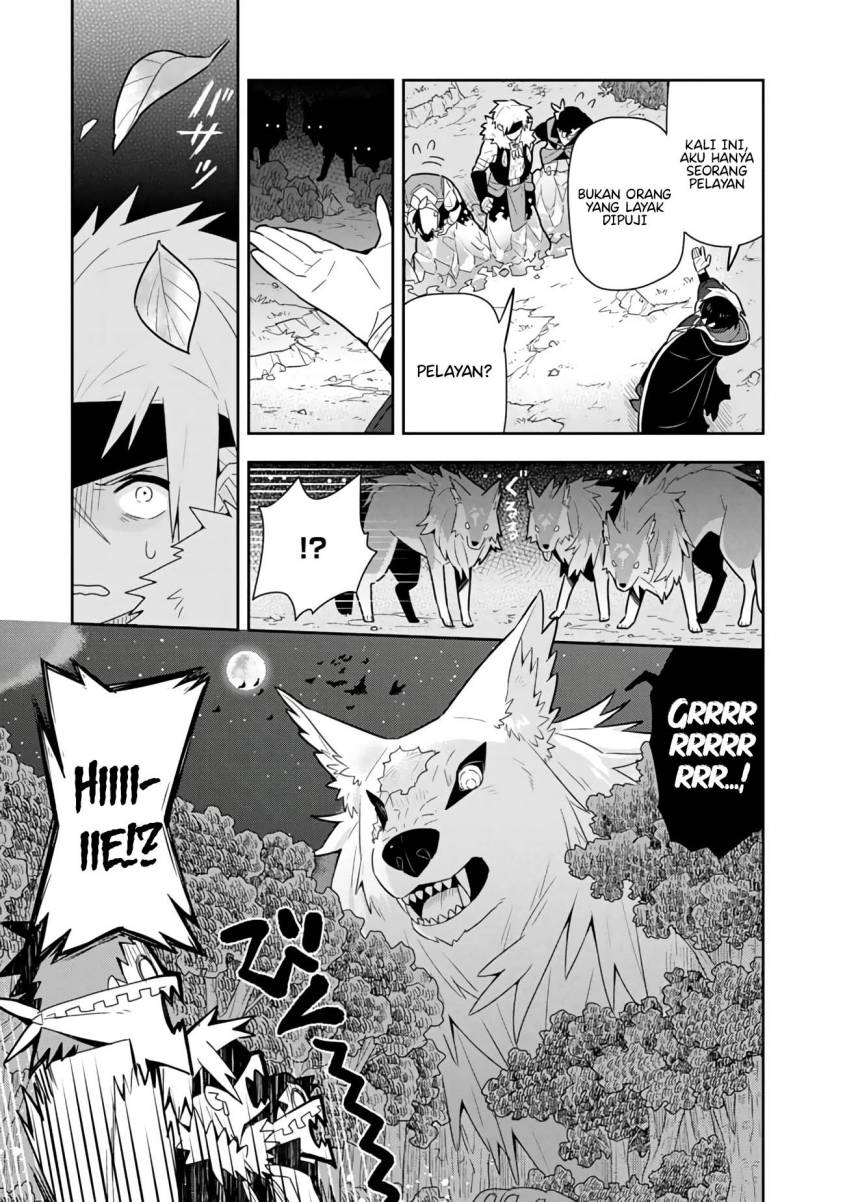 KALI INI,
AKU HANYA
SEORANG
PELAYAN
BUKAN ORANG
YANG LAYAK
DIPUJI
PELAYAN?
バサッ
ぐるる
!?
GRRRR
RRRRR
RRR...!
HIIII-
IIE!?
びくぅ